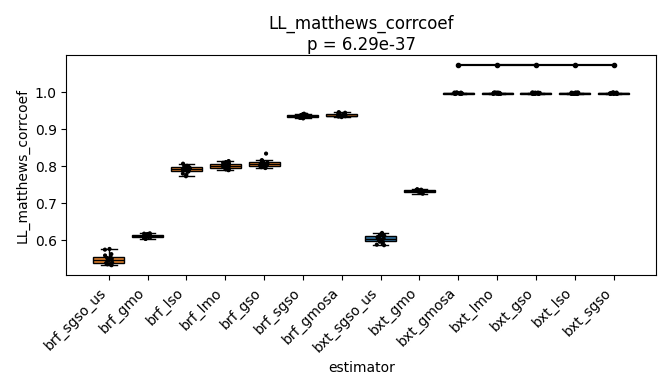 LL_matthews_corrcoef
p = 6.29e-37
LL_matthews_corrcoef
1.0
0.9
0.8
0.7
0.6
brf_sgso_us
brf_gmo
brf_lso
brf_lmo
brf_gso
brf_sgso
brf_gmosa
bxt_sgso_us
bxt_gmo
bxt_gmosa
bxt_lmo
bxt_gso
bxt_lso
bxt_sgso
estimator